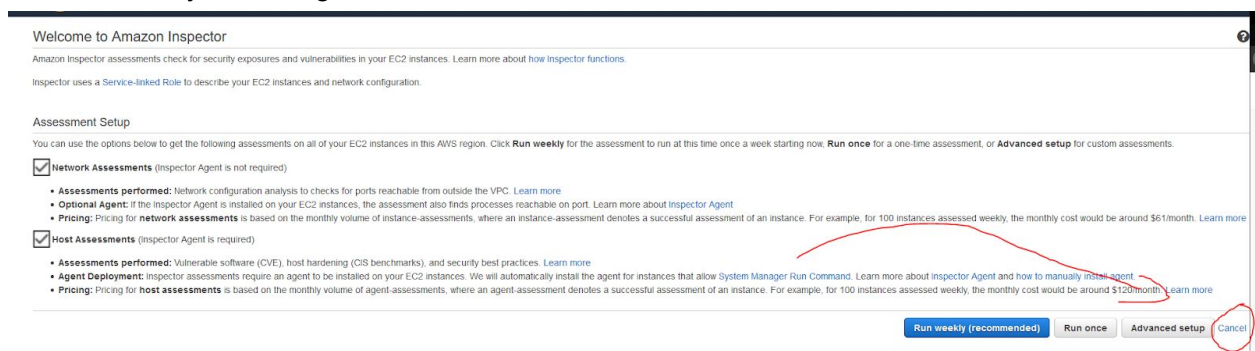 Welcome to Amazon Inspector
Amazon Inspector assessments check for security exposures and vulnerabilities in your EC2 instances. Learn more about how Inspector functions.
Inspector uses a Service-linked Role to describe your EC2 instances and network configuration.
Assessment Setup
You can use the options below to get the following assessments on all of your EC2 instances in this AWS region. Click Run weekly for the assessment to run at this time once a week starting now, Run once for a one-time assessment, or Advanced setup for custom assessments.
Network Assessments (Inspector Agent is not required)
• Assessments performed: Network configuration analysis to checks for ports reachable from outside the VPC. Learn more
• Optional Agent: If the Inspector Agent is installed on your EC2 instances, the assessment also finds processes reachable on port. Learn more about Inspector Agent
• Pricing: Pricing for network assessments is based on the monthly volume of instance-assessments, where an instance-assessment denotes a successful assessment of an instance. For example, for 100 instances assessed weekly, the monthly cost would be around $61/month. Learn more
Host Assessments (Inspector Agent is required)
• Assessments performed: Vulnerable software (CVE), host hardening (CIS benchmarks), and security best practices. Learn more
• Agent Deployment: Inspector assessments require an agent to be installed on your EC2 instances. We will automatically install the agent for instances that allow System Manager Run Command. Learn more about Inspector Agent and how to manually install agent.
• Pricing: Pricing for host assessments is based on the monthly volume of agent-assessments, where an agent-assessment denotes a successful assessment of an instance. For example, for 100 instances assessed weekly, the monthly cost would be around $120/month. Learn more
Run weekly (recommended) Run once Advanced setup Cancel